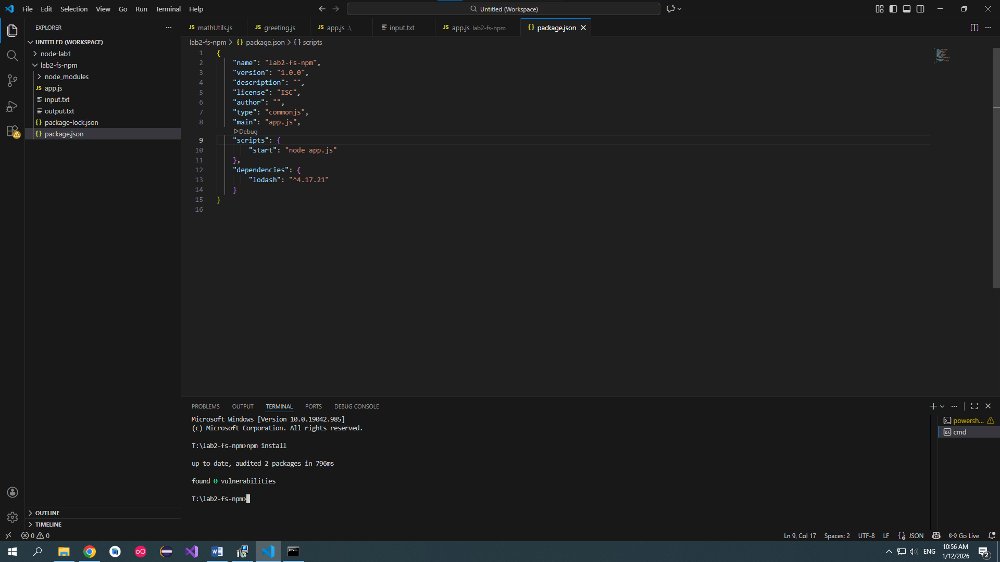 File Edit Selection View Go Run Terminal Help
Untitled (Workspace)
EXPLORER
UNTITLED (WORKSPACE)
node-lab1
lab2-fs-npm
node_modules
JS app.js
input.txt
output.txt
{} package-lock.json
{} package.json
OUTLINE
TIMELINE
JS mathUtils.js
JS greeting.js
JS app.js .\
input.txt
JS app.js lab2-fs-npm
{} package.json
lab2-fs-npm > {} package.json > {} scripts
1 {
2 "name": "lab2-fs-npm",
3 "version": "1.0.0",
4 "description": "",
5 "license": "ISC",
6 "author": "",
7 "type": "commonjs",
8 "main": "app.js",
Debug
9 "scripts": {
10 "start": "node app.js"
11 },
12 "dependencies": {
13 "lodash": "^4.17.21"
14 }
15 }
16
PROBLEMS OUTPUT TERMINAL PORTS DEBUG CONSOLE
Microsoft Windows [Version 10.0.19042.985]
(c) Microsoft Corporation. All rights reserved.
T:\lab2-fs-npm>npm install
up to date, audited 2 packages in 796ms
found 0 vulnerabilities
T:\lab2-fs-npm>
powersh...
cmd
0 0
Ln 9, Col 17 Spaces: 2 UTF-8 LF {} JSON Go Live
ENG
10:56 AM
1/12/2026
2